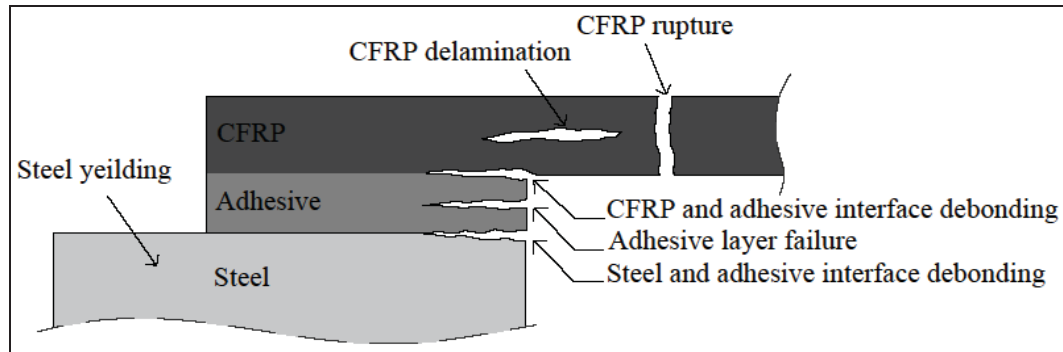 CFRP rupture
CFRP delamination
CFRP
Steel yeilding
Adhesive
CFRP and adhesive interface debonding
Adhesive layer failure
Steel and adhesive interface debonding
Steel